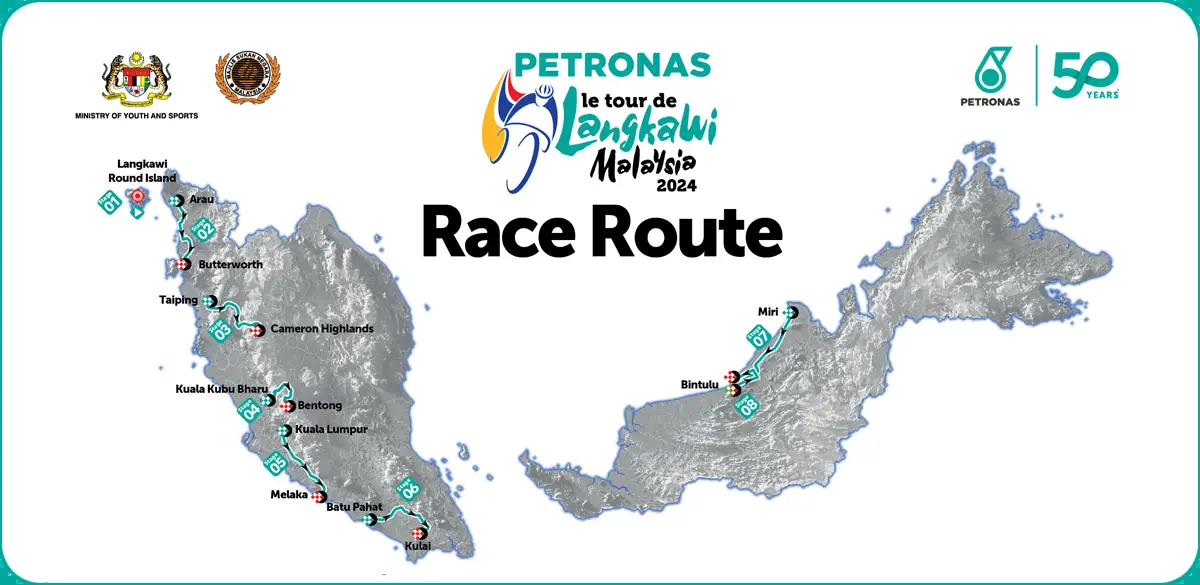 MINISTRY OF YOUTH AND SPORTS
MAJLIS SUKAN NEGARA
MALAYSIA
PETRONAS
le tour de
Langkawi
Malaysia
2024
PETRONAS
50
YEARS
Race Route
Langkawi
Round Island
Stage
01
Arau
Stage
02
Butterworth
Taiping
Stage
03
Cameron Highlands
Kuala Kubu Bharu
Stage
04
Bentong
Kuala Lumpur
Stage
05
Melaka
Batu Pahat
Stage
06
Kulai
Miri
Stage
07
Bintulu
Stage
08